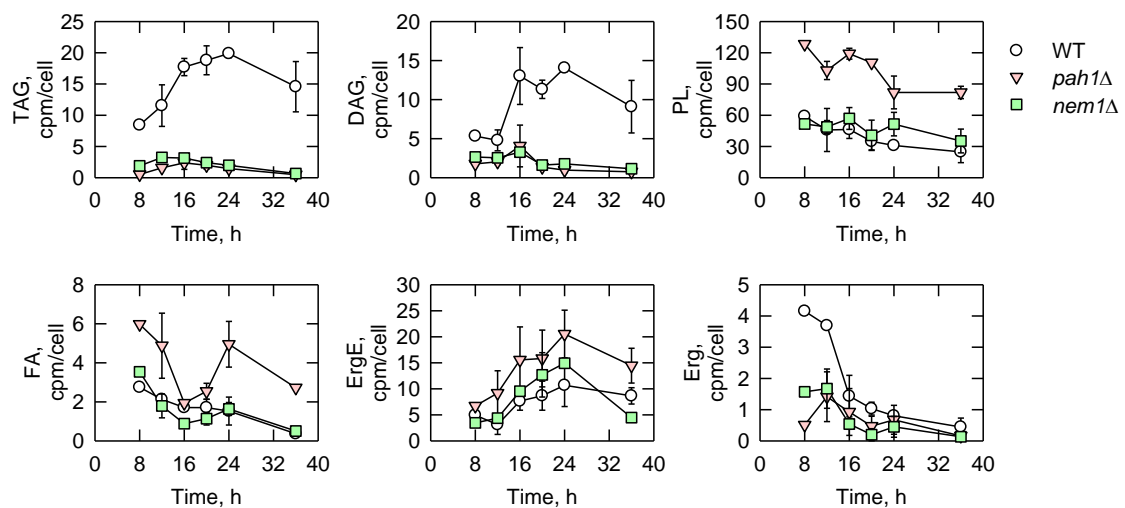 25
20
15
10
5
0
TAG,
cpm/cell
0 8 16 24 32 40
Time, h
20
15
10
5
0
DAG,
cpm/cell
0 8 16 24 32 40
Time, h
150
120
90
60
30
0
PL,
cpm/cell
0 8 16 24 32 40
Time, h
WT
pah1Δ
nem1Δ
8
6
4
2
0
FA,
cpm/cell
0 8 16 24 32 40
Time, h
30
25
20
15
10
5
0
ErgE,
cpm/cell
0 8 16 24 32 40
Time, h
5
4
3
2
1
0
Erg,
cpm/cell
0 8 16 24 32 40
Time, h